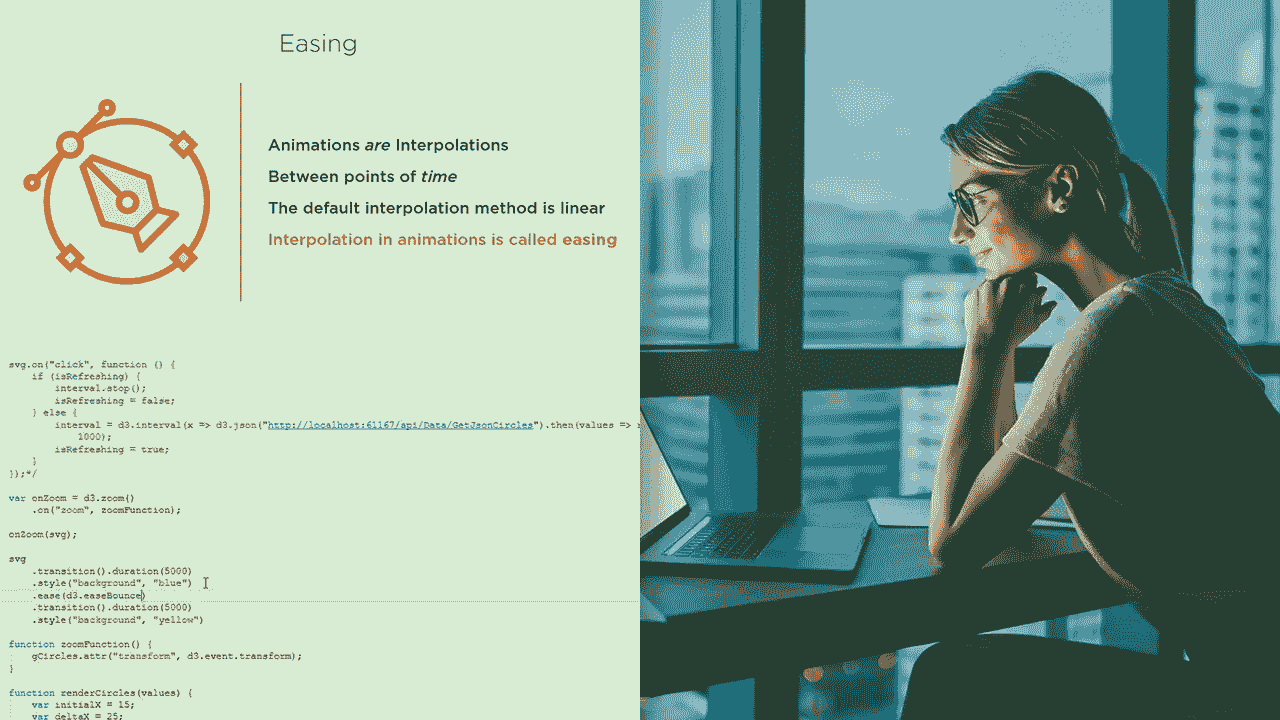 Easing
Animations are Interpolations
Between points of time
The default interpolation method is linear
Interpolation in animations is called easing
svg.on("click", function () {
if (isRefreshing) {
interval.stop();
isRefreshing = false;
} else {
interval = d3.interval(x => d3.json("http://localhost:61167/api/Data/GetJsonCircles").then(values =>
1000);
isRefreshing = true;
}
});*/
var onZoom = d3.zoom()
.on("zoom", zoomFunction);
onZoom(svg);
svg
.transition().duration(5000)
.style("background", "blue")
.ease(d3.easeBounce)
.transition().duration(5000)
.style("background", "yellow")
function zoomFunction() {
gCircles.attr("transform", d3.event.transform);
}
function renderCircles(values) {
var initialX = 15;
var deltaX = 25;